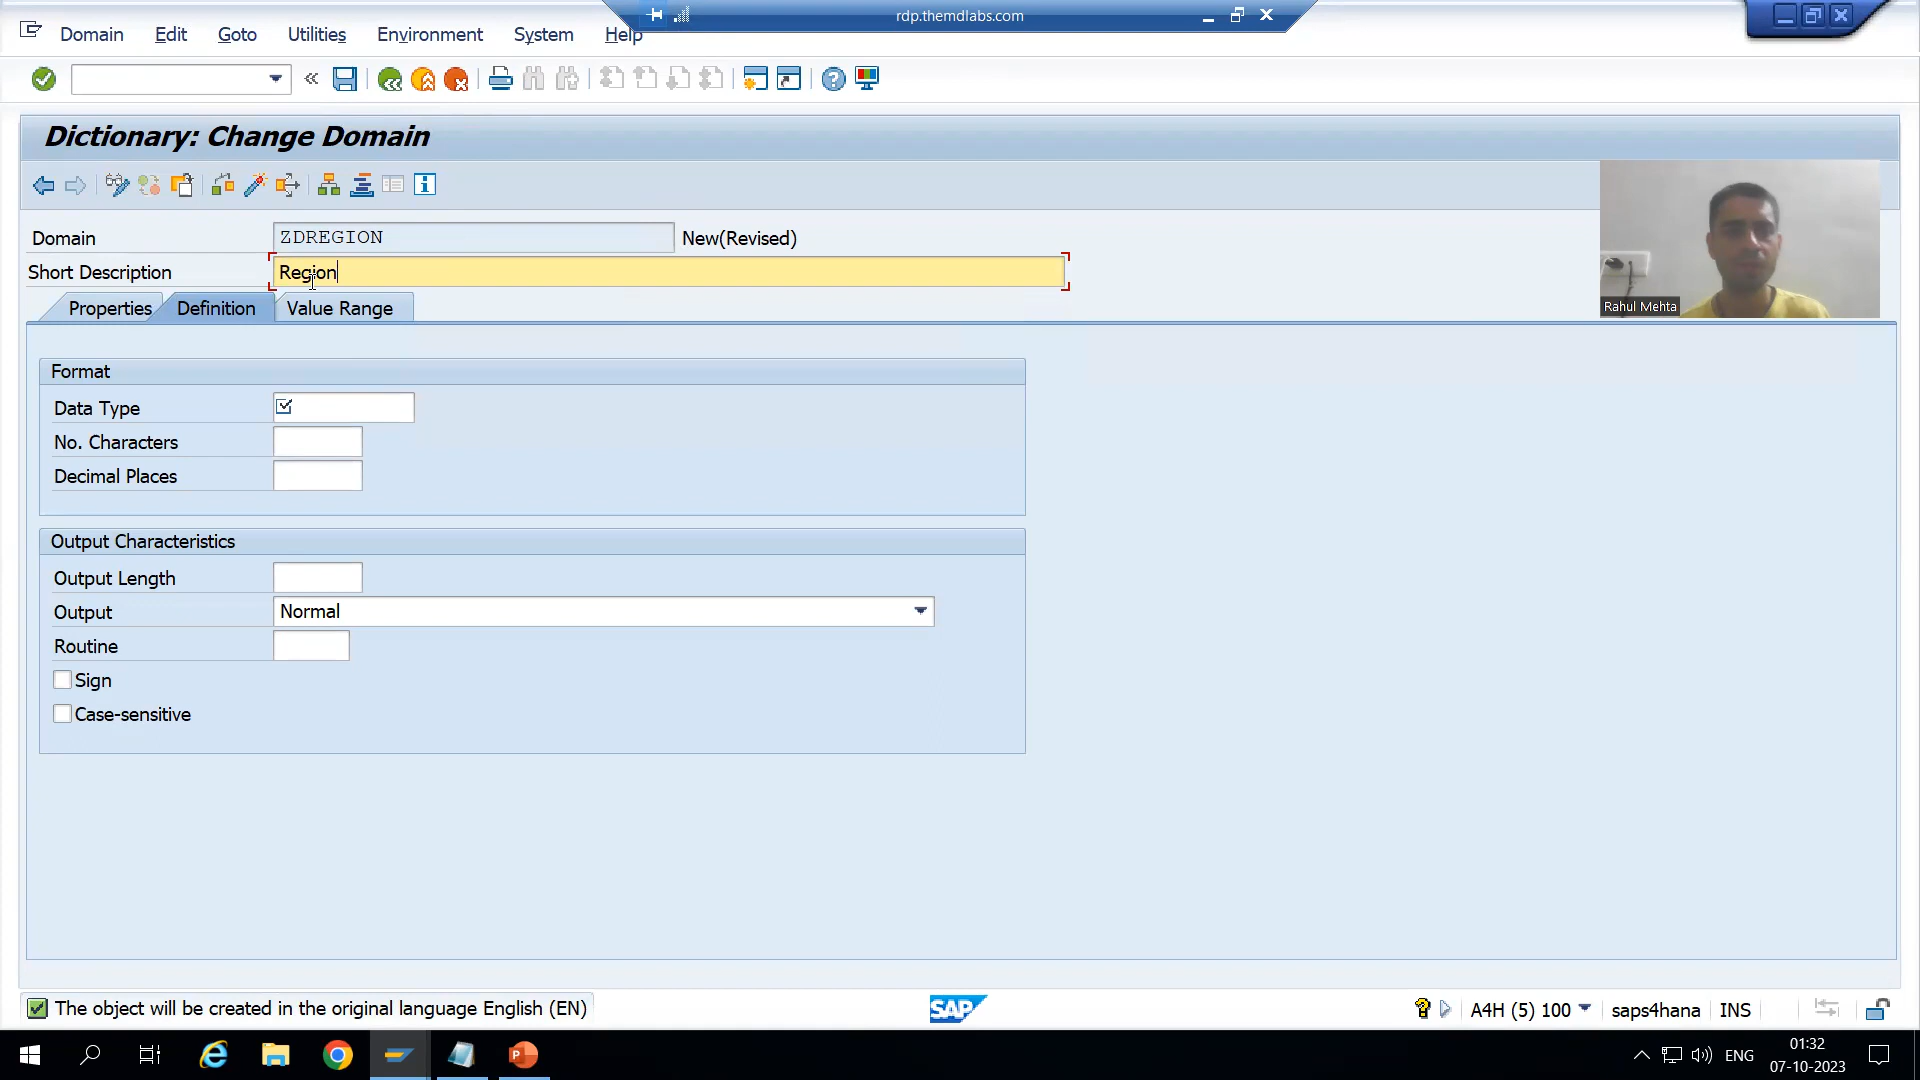 rdp.themdlabs.com
Domain Edit Goto Utilities Environment System Help
Dictionary: Change Domain
Domain ZDREGION New(Revised)
Short Description Region
Properties Definition Value Range
Rahul Mehta
Format
Data Type
No. Characters
Decimal Places
Output Characteristics
Output Length
Output Normal
Routine
Sign
Case-sensitive
The object will be created in the original language English (EN)
SAP
A4H (5) 100 saps4hana INS
ENG
01:32
07-10-2023